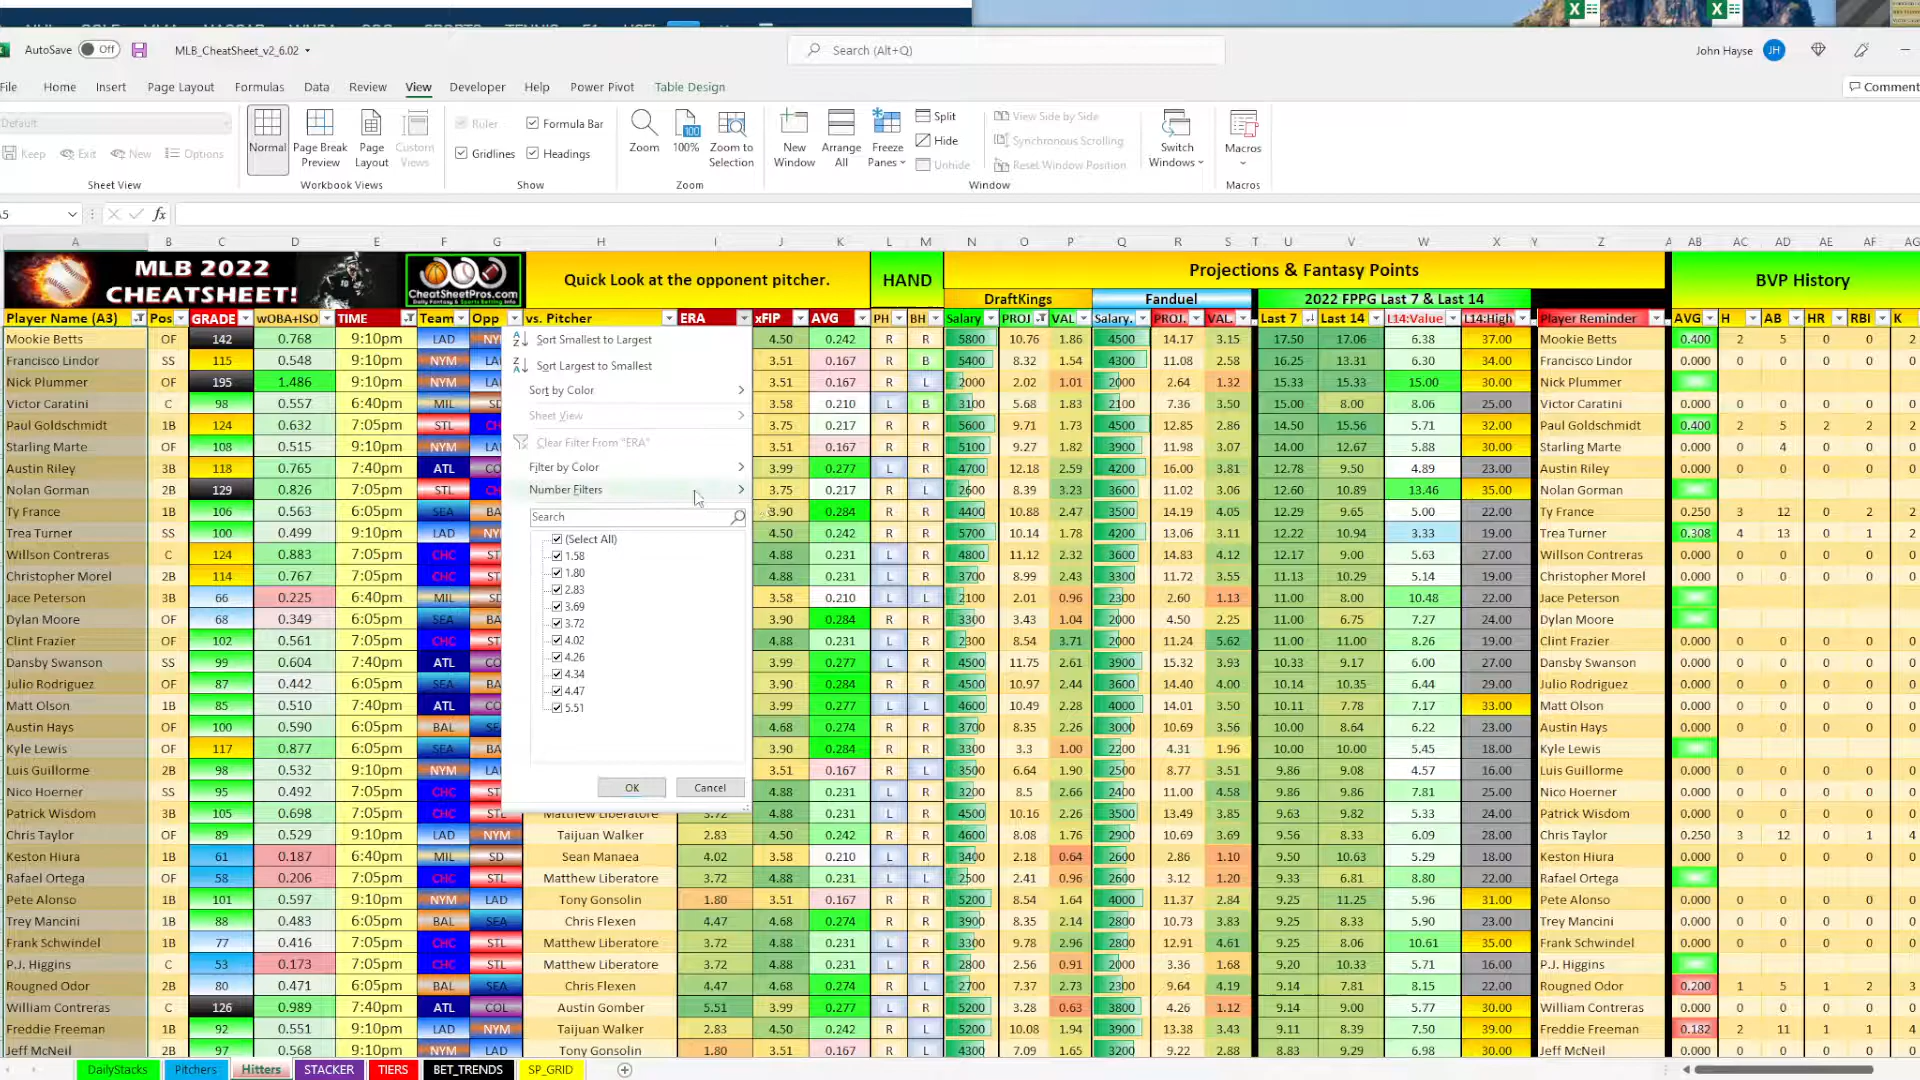 AutoSave Off MLB_CheatSheet_v2_6.02 Search (Alt+Q) John Hayse JH
File Home Insert Page Layout Formulas Data Review View Developer Help Power Pivot Table Design Comment
Default
Keep Exit New Options
Sheet View
Normal Page Break Preview Page Layout Custom Views
Workbook Views
Ruler Formula Bar
Gridlines Headings
Show
Zoom 100% Zoom to Selection
Zoom
New Window Arrange All Freeze Panes Split Hide Unhide
View Side by Side
Synchronous Scrolling
Reset Window Position
Switch Windows
Window
Macros
Macros
A5 fx
A B C D E F G H I J K L M N O P Q R S T U V W X Y Z A AB AC AD AE AF AG
MLB 2022 CHEATSHEET! CheatSheetPros.com Quick Look at the opponent pitcher. HAND Projections & Fantasy Points BVP History
DraftKings Fanduel 2022 FPPG Last 7 & Last 14
Player Name (A3) Pos GRADE wOBA+ISO TIME Team Opp vs. Pitcher ERA xFIP AVG PH BH Salary PROJ VAL Salary. PROJ. VAL. Last 7 Last 14 L14:Value L14:High Player Reminder AVG H AB HR RBI K
Mookie Betts OF 142 0.768 9:10pm LAD NY 4.50 0.242 R R 5800 10.76 1.86 4500 14.17 3.15 17.50 17.06 6.38 37.00 Mookie Betts 0.400 2 5 0 0 2
Francisco Lindor SS 115 0.548 9:10pm NYM LA 3.51 0.167 R B 5400 8.32 1.54 4300 11.08 2.58 16.25 13.31 6.30 34.00 Francisco Lindor 0.000 0 0 0 0 0
Nick Plummer OF 195 1.486 9:10pm NYM LA 3.51 0.167 R L 2000 2.02 1.01 2000 2.64 1.32 15.33 15.33 15.00 30.00 Nick Plummer
Victor Caratini C 98 0.557 6:40pm MIL SD 3.58 0.210 L B 3100 5.68 1.83 2100 7.36 3.50 15.00 8.00 8.06 25.00 Victor Caratini 0.000 0 0 0 0 0
Paul Goldschmidt 1B 124 0.632 7:05pm STL CH 3.75 0.217 L R 5600 9.71 1.73 4500 12.85 2.86 14.50 15.56 5.71 32.00 Paul Goldschmidt 0.400 2 5 0 0 2
Starling Marte OF 108 0.515 9:10pm NYM LA 3.51 0.167 R R 5100 9.27 1.82 3900 11.98 3.07 14.00 12.67 5.88 30.00 Starling Marte 0.000 0 4 0 0 2
Austin Riley 3B 118 0.765 7:40pm ATL CO 3.99 0.277 L R 4700 12.18 2.59 4200 16.00 3.81 12.78 9.50 4.89 23.00 Austin Riley 0.000 0 0 0 0 0
Nolan Gorman 2B 129 0.826 7:05pm STL CH 3.75 0.217 L L 2600 8.39 3.23 3600 11.02 3.06 12.60 10.89 13.46 35.00 Nolan Gorman 0.000 0 0 0 0 0
Ty France 1B 106 0.563 6:05pm SEA BA 3.90 0.284 R R 4400 10.88 2.47 3500 14.19 4.05 12.29 9.65 5.00 22.00 Ty France 0.250 3 12 0 2 2
Trea Turner SS 100 0.499 9:10pm LAD NY 4.50 0.242 R R 5700 10.14 1.78 4200 13.06 3.11 12.22 10.94 3.33 23.00 Trea Turner 0.308 4 13 0 1 2
Willson Contreras C 124 0.883 7:05pm CHC ST 4.88 0.231 L R 4800 11.12 2.32 3600 14.83 4.12 12.17 9.00 5.63 27.00 Willson Contreras 0.000 0 0 0 0 0
Christopher Morel 2B 114 0.767 7:05pm CHC ST 4.88 0.231 L R 3700 8.99 2.43 3300 11.72 3.55 11.13 10.29 5.14 19.00 Christopher Morel 0.000 0 0 0 0 0
Jace Peterson 3B 66 0.225 6:40pm MIL SD 3.58 0.210 L L 2100 2.01 0.96 2300 2.60 1.13 11.00 8.00 10.48 22.00 Jace Peterson
Dylan Moore OF 68 0.349 6:05pm SEA BA 3.90 0.284 R R 3300 3.43 1.04 2000 4.50 2.25 11.00 6.75 7.27 24.00 Dylan Moore
Clint Frazier OF 102 0.561 7:05pm CHC ST 4.88 0.231 L R 2300 8.54 3.71 2000 11.24 5.62 11.00 11.00 8.26 19.00 Clint Frazier 0.000 0 0 0 0 0
Dansby Swanson SS 99 0.604 7:40pm ATL CO 3.99 0.277 L R 4500 11.75 2.61 3900 15.32 3.93 10.33 9.17 6.00 27.00 Dansby Swanson 0.000 0 0 0 0 0
Julio Rodriguez OF 87 0.442 6:05pm SEA BA 3.90 0.284 R R 4500 10.97 2.44 3600 14.40 4.00 10.14 10.35 6.44 29.00 Julio Rodriguez 0.000 0 0 0 0 0
Matt Olson 1B 85 0.510 7:40pm ATL CO 3.99 0.277 L L 4600 10.49 2.28 4000 14.01 3.50 10.11 7.78 7.17 33.00 Matt Olson 0.000 0 0 0 0 0
Austin Hays OF 100 0.590 6:05pm BAL SE 4.68 0.274 R R 3700 8.35 2.26 3000 10.69 3.56 10.00 8.64 6.22 23.00 Austin Hays 0.000 0 0 0 0 0
Kyle Lewis OF 117 0.877 6:05pm SEA BA 3.90 0.284 R R 3300 3.3 1.00 2200 4.31 1.96 10.00 10.00 5.45 18.00 Kyle Lewis
Luis Guillorme 2B 98 0.532 9:10pm NYM LA 3.51 0.167 R L 3500 6.64 1.90 2500 8.77 3.51 9.86 9.08 4.57 16.00 Luis Guillorme 0.000 0 0 0 0 0
Nico Hoerner SS 95 0.492 7:05pm CHC ST 4.88 0.231 L R 3200 8.5 2.66 2400 11.00 4.58 9.86 9.86 7.81 25.00 Nico Hoerner 0.000 0 0 0 0 0
Patrick Wisdom 3B 105 0.698 7:05pm CHC ST Matthew Liberatore 3.72 4.88 0.231 L R 4500 10.16 2.26 3500 13.49 3.85 9.63 9.82 5.33 24.00 Patrick Wisdom 0.000 0 0 0 0 0
Chris Taylor OF 89 0.529 9:10pm LAD NYM Taijuan Walker 2.83 4.50 0.242 R R 4600 8.08 1.76 2900 10.69 3.69 9.56 8.33 6.09 28.00 Chris Taylor 0.250 3 12 0 1 4
Keston Hiura 1B 61 0.187 6:40pm MIL SD Sean Manaea 4.02 3.58 0.210 L R 3400 2.18 0.64 2600 2.86 1.10 9.50 10.63 5.29 18.00 Keston Hiura 0.000 0 0 0 0 0
Rafael Ortega OF 58 0.206 7:05pm CHC STL Matthew Liberatore 3.72 4.88 0.231 L L 2500 2.41 0.96 2600 3.12 1.20 9.33 6.81 8.80 22.00 Rafael Ortega
Pete Alonso 1B 101 0.597 9:10pm NYM LAD Tony Gonsolin 1.80 3.51 0.167 R R 5200 8.54 1.64 4000 11.37 2.84 9.25 11.25 5.96 31.00 Pete Alonso 0.000 0 0 0 0 0
Trey Mancini 1B 88 0.483 6:05pm BAL SEA Chris Flexen 4.47 4.68 0.274 R R 3900 8.35 2.14 2800 10.73 3.83 9.25 8.33 5.90 23.00 Trey Mancini 0.000 0 0 0 0 0
Frank Schwindel 1B 77 0.416 7:05pm CHC STL Matthew Liberatore 3.72 4.88 0.231 L R 3300 9.78 2.96 2800 12.91 4.61 9.25 8.06 10.61 35.00 Frank Schwindel 0.000 0 0 0 0 0
P.J. Higgins C 53 0.173 7:05pm CHC STL Matthew Liberatore 3.72 4.88 0.231 L R 2800 2.56 0.91 2000 3.36 1.68 9.20 10.33 5.71 16.00 P.J. Higgins
Rougned Odor 2B 80 0.471 6:05pm BAL SEA Chris Flexen 4.47 4.68 0.274 R L 2700 7.37 2.73 2300 9.64 4.19 9.14 7.81 8.15 22.00 Rougned Odor 0.200 1 5 1 2 3
William Contreras C 126 0.989 7:40pm ATL COL Austin Gomber 5.51 3.99 0.277 L R 5200 3.28 0.63 3800 4.26 1.12 9.14 9.00 5.77 30.00 William Contreras 0.000 0 0 0 0 0
Freddie Freeman 1B 92 0.551 9:10pm LAD NYM Taijuan Walker 2.83 4.50 0.242 R L 5200 10.08 1.94 3900 13.38 3.43 9.11 8.39 7.50 39.00 Freddie Freeman 0.182 2 11 1 1 4
Jeff McNeil 2B 97 0.568 9:10pm NYM LAD Tony Gonsolin 1.80 3.51 0.167 R L 4300 7.09 1.65 3200 9.22 2.88 8.83 9.29 6.98 30.00 Jeff McNeil 0.000 0 0 0 0 0
Sort Smallest to Largest
Sort Largest to Smallest
Sort by Color
Sheet View
Clear Filter From "ERA"
Filter by Color
Number Filters
Search
(Select All)
1.58
1.80
2.83
3.69
3.72
4.02
4.26
4.34
4.47
5.51
OK Cancel
DailyStacks Pitchers Hitters STACKER TIERS BET_TRENDS SP_GRID